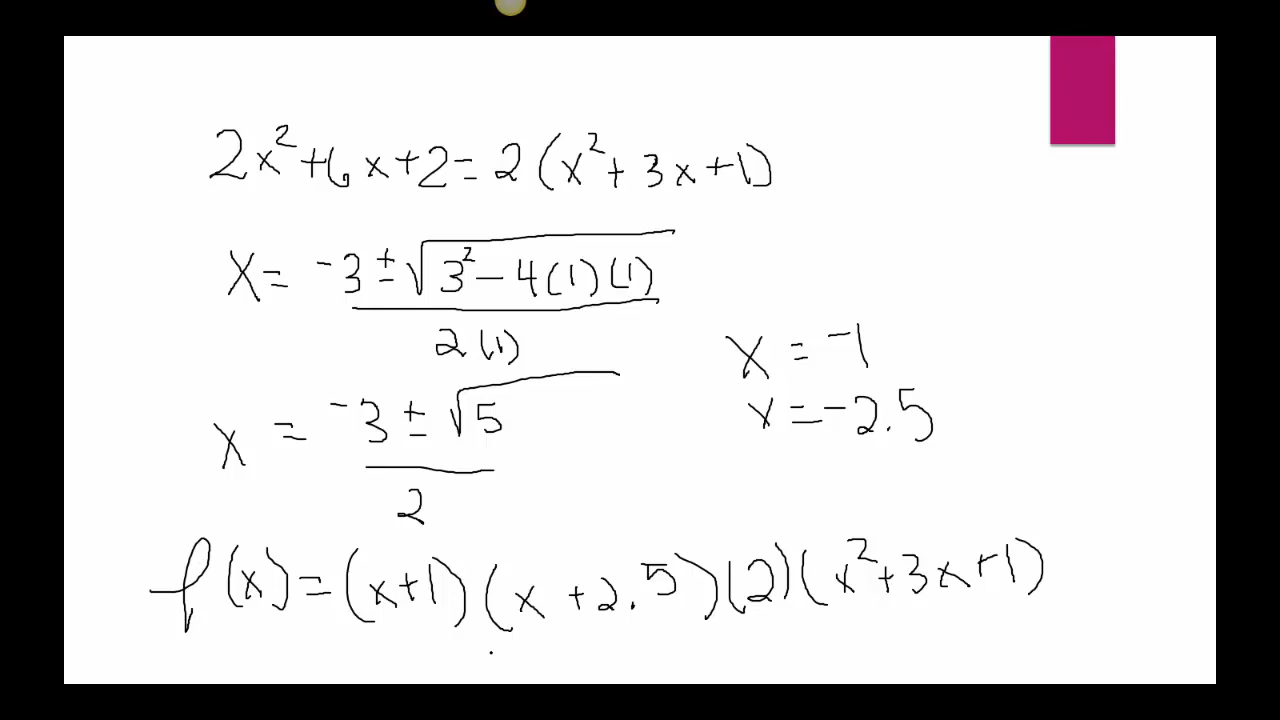 2x²+6x+2=2(x²+3x+1)
x= -3±√3²-4(1)(1)
2(1)
x = -1
x = -3±√5
x=-2.5
2
f(x)=(x+1)(x+2.5)(2)(x²+3x+1)